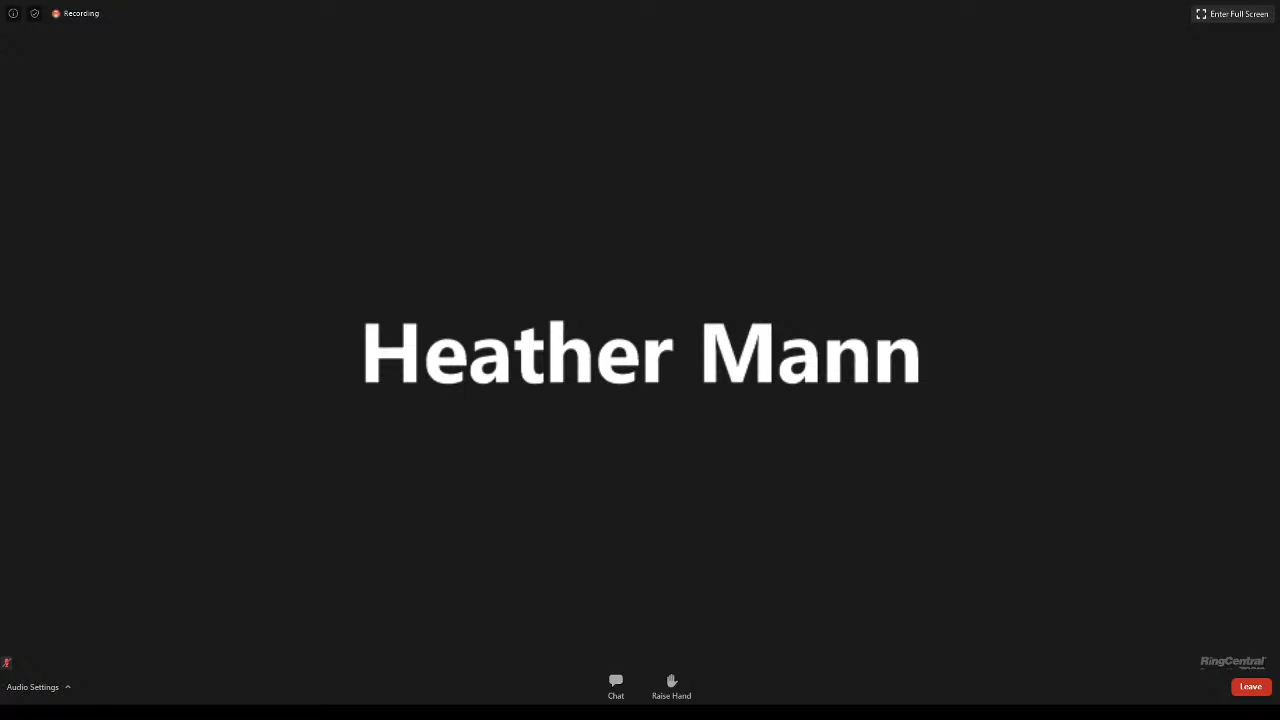 Recording
Enter Full Screen
Heather Mann
RingCentral
Audio Settings
Chat
Raise Hand
Leave